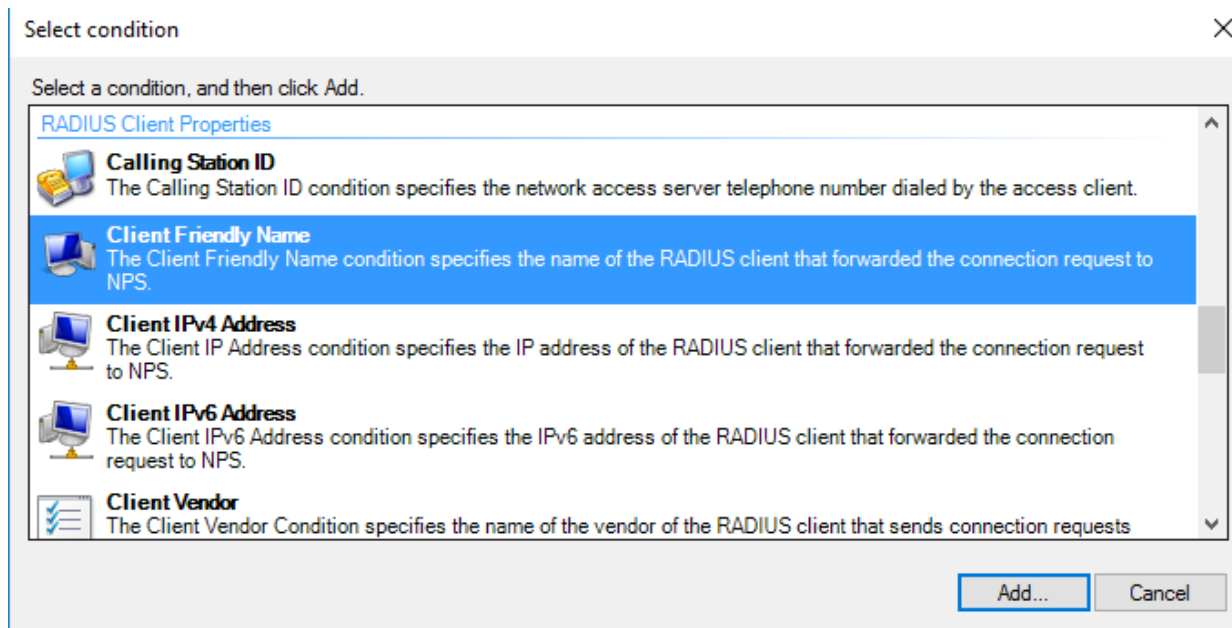 Select condition
Select a condition, and then click Add.
RADIUS Client Properties
Calling Station ID
The Calling Station ID condition specifies the network access server telephone number dialed by the access client.
Client Friendly Name
The Client Friendly Name condition specifies the name of the RADIUS client that forwarded the connection request to
NPS.
Client IPv4 Address
The Client IP Address condition specifies the IP address of the RADIUS client that forwarded the connection request
to NPS.
Client IPv6 Address
The Client IPv6 Address condition specifies the IPv6 address of the RADIUS client that forwarded the connection
request to NPS.
Client Vendor
The Client Vendor Condition specifies the name of the vendor of the RADIUS client that sends connection requests
Add...
Cancel